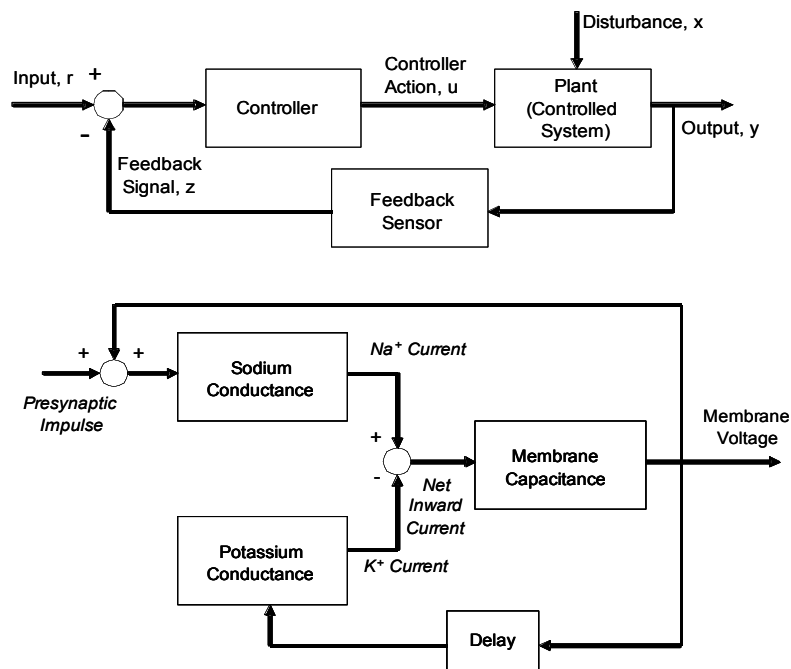 Disturbance, x
Input, r
+
-
Controller
Controller
Action, u
Plant
(Controlled
System)
Output, y
Feedback
Signal, z
Feedback
Sensor
+
+
Presynaptic
Impulse
Sodium
Conductance
Na+ Current
+
-
Net
Inward
Current
Membrane
Capacitance
Membrane
Voltage
Potassium
Conductance
K+ Current
Delay